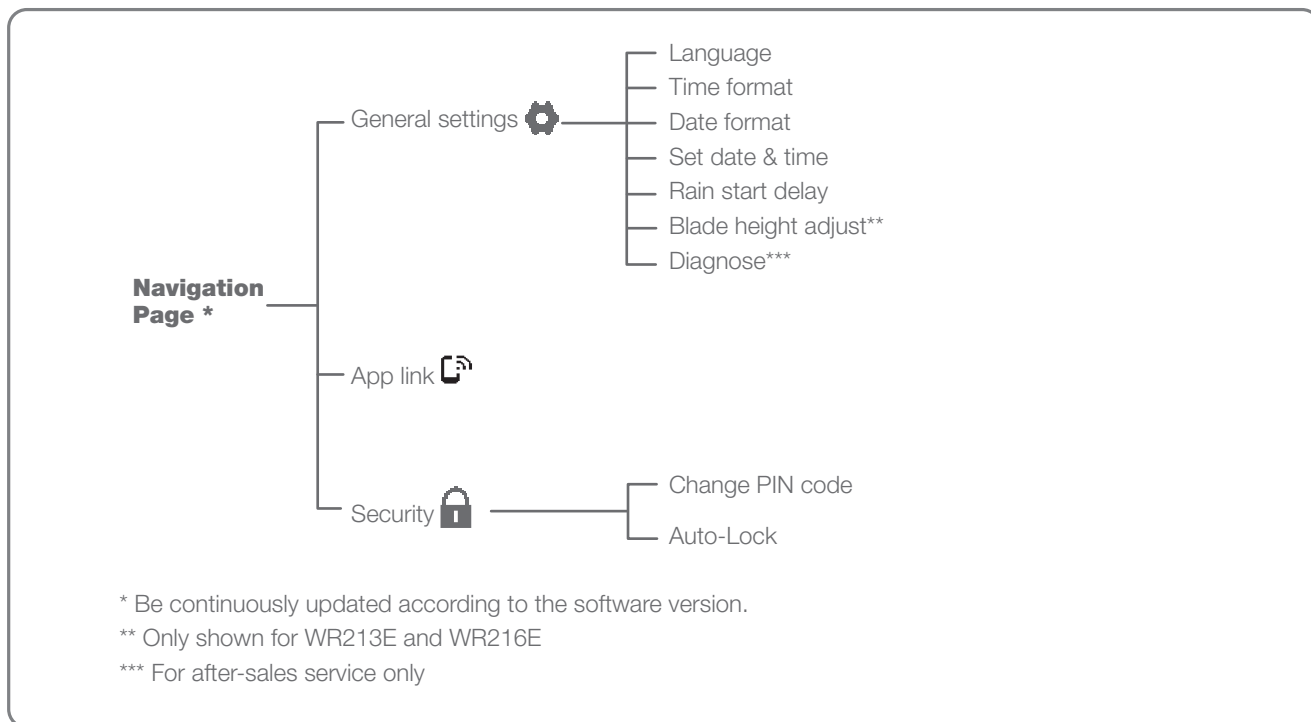 Language
Time format
General settings
Date format
Set date & time
Rain start delay
Blade height adjust**
Diagnose***
Navigation
Page *
App link
Change PIN code
Security
Auto-Lock
* Be continuously updated according to the software version.
** Only shown for WR213E and WR216E
*** For after-sales service only